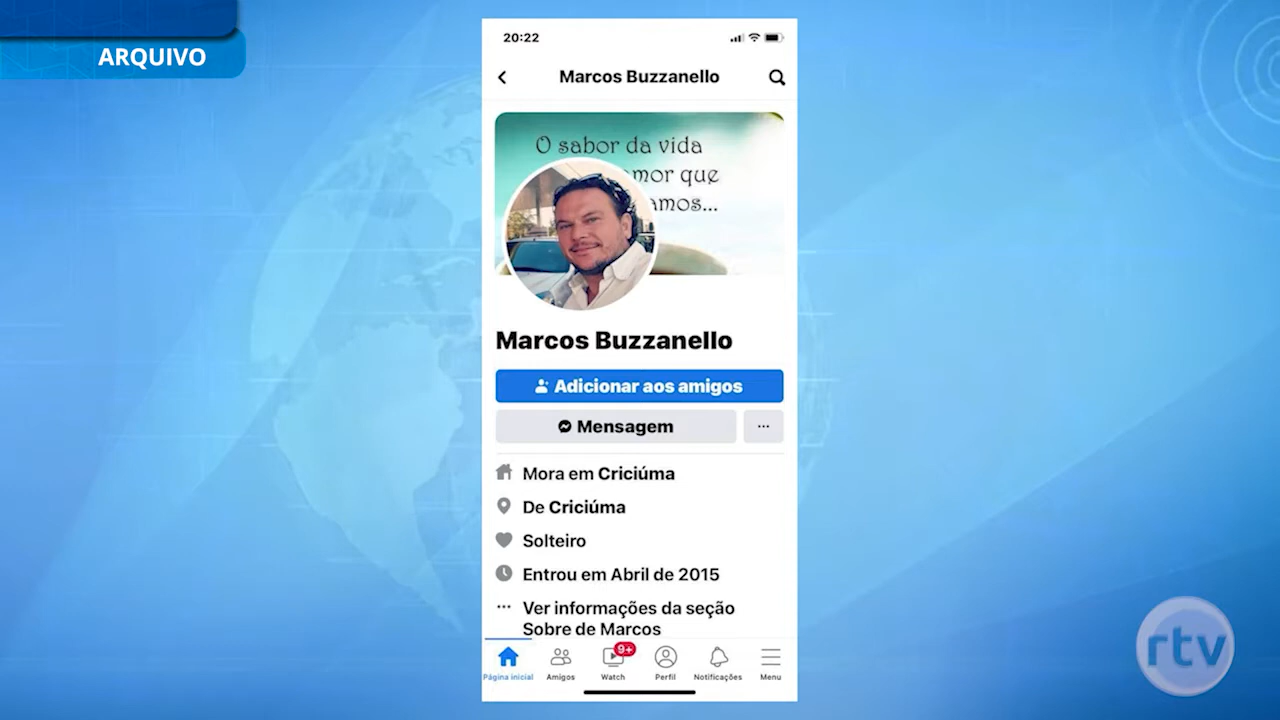 ARQUIVO
20:22
Marcos Buzzanello
O sabor da vida
amor que
amos...
Marcos Buzzanello
Adicionar aos amigos
Mensagem
Mora em Criciúma
De Criciúma
Solteiro
Entrou em Abril de 2015
Ver informações da seção
Sobre de Marcos
9+
Página inicial Amigos Watch Perfil Notificações Menu
rtv